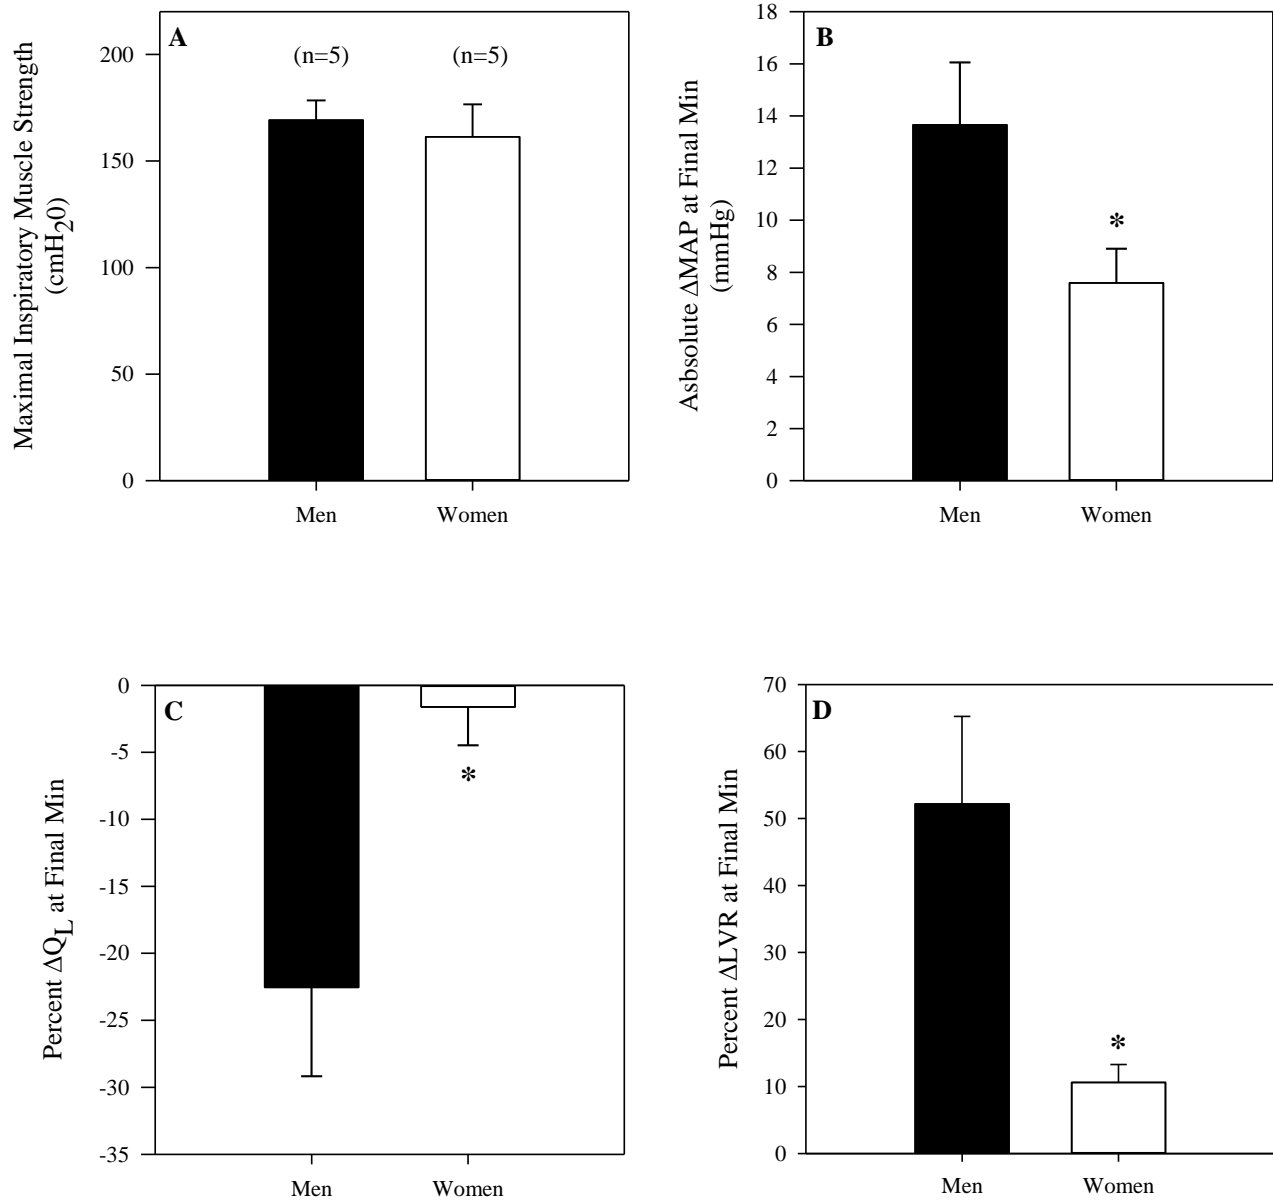 A
(n=5)
(n=5)
200
150
100
50
0
Maximal Inspiratory Muscle Strength
(cmH20)
Men
Women
B
18
16
14
12
10
8
6
4
2
0
Asbsolute ΔMAP at Final Min
(mmHg)
*
Men
Women
C
0
-5
-10
-15
-20
-25
-30
-35
Percent ΔQL at Final Min
*
Men
Women
D
70
60
50
40
30
20
10
0
Percent ΔLVR at Final Min
*
Men
Women